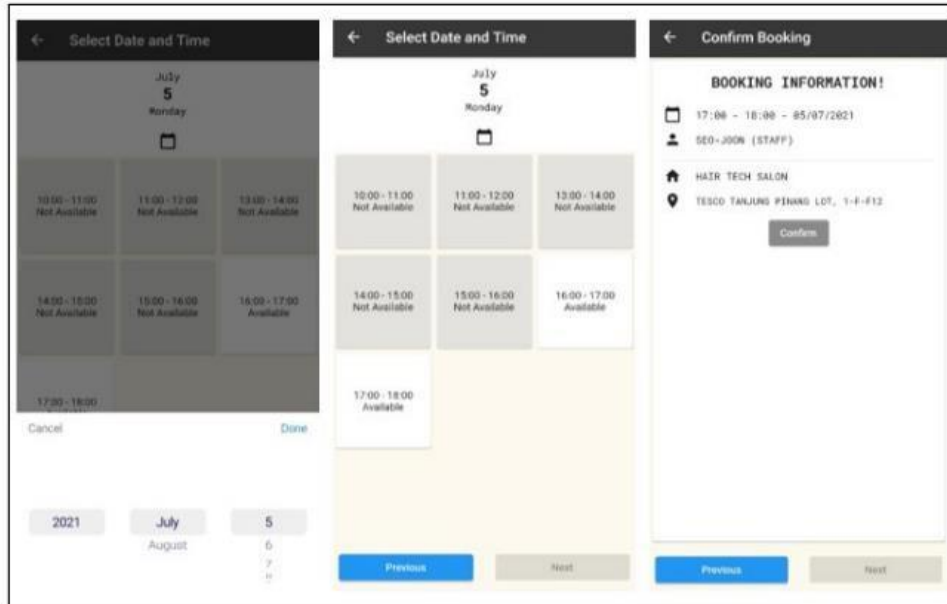 Select Date and Time
July
5
Monday
10:00 - 11:00
Not Available
11:00 - 12:00
Not Available
13:00 - 14:00
Not Available
14:00 - 15:00
Not Available
15:00 - 16:00
Not Available
16:00 - 17:00
Available
17:00 - 18:00
Cancel
Done
2021
July
5
August
6
7
Select Date and Time
July
5
Monday
10:00 - 11:00
Not Available
11:00 - 12:00
Not Available
13:00 - 14:00
Not Available
14:00 - 15:00
Not Available
15:00 - 16:00
Not Available
16:00 - 17:00
Available
17:00 - 18:00
Available
Previous
Next
Confirm Booking
BOOKING INFORMATION!
17:00 - 18:00 - 05/07/2021
SEO-JOON (STAFF)
HAIR TECH SALON
TESCO TANJUNG PINANG LOT, 1-F-F12
Confirm
Previous
Next